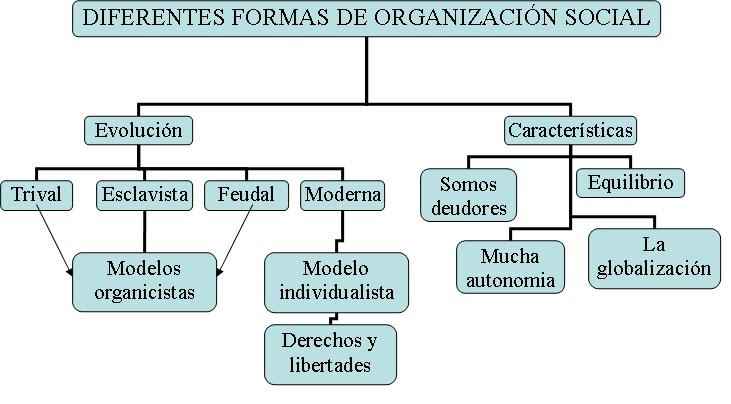 DIFERENTES FORMAS DE ORGANIZACIÓN SOCIAL
Evolución
Características
Trival
Esclavista
Feudal
Moderna
Somos
deudores
Equilibrio
Modelos
organicistas
Modelo
individualista
Mucha
autonomia
La
globalización
Derechos y
libertades